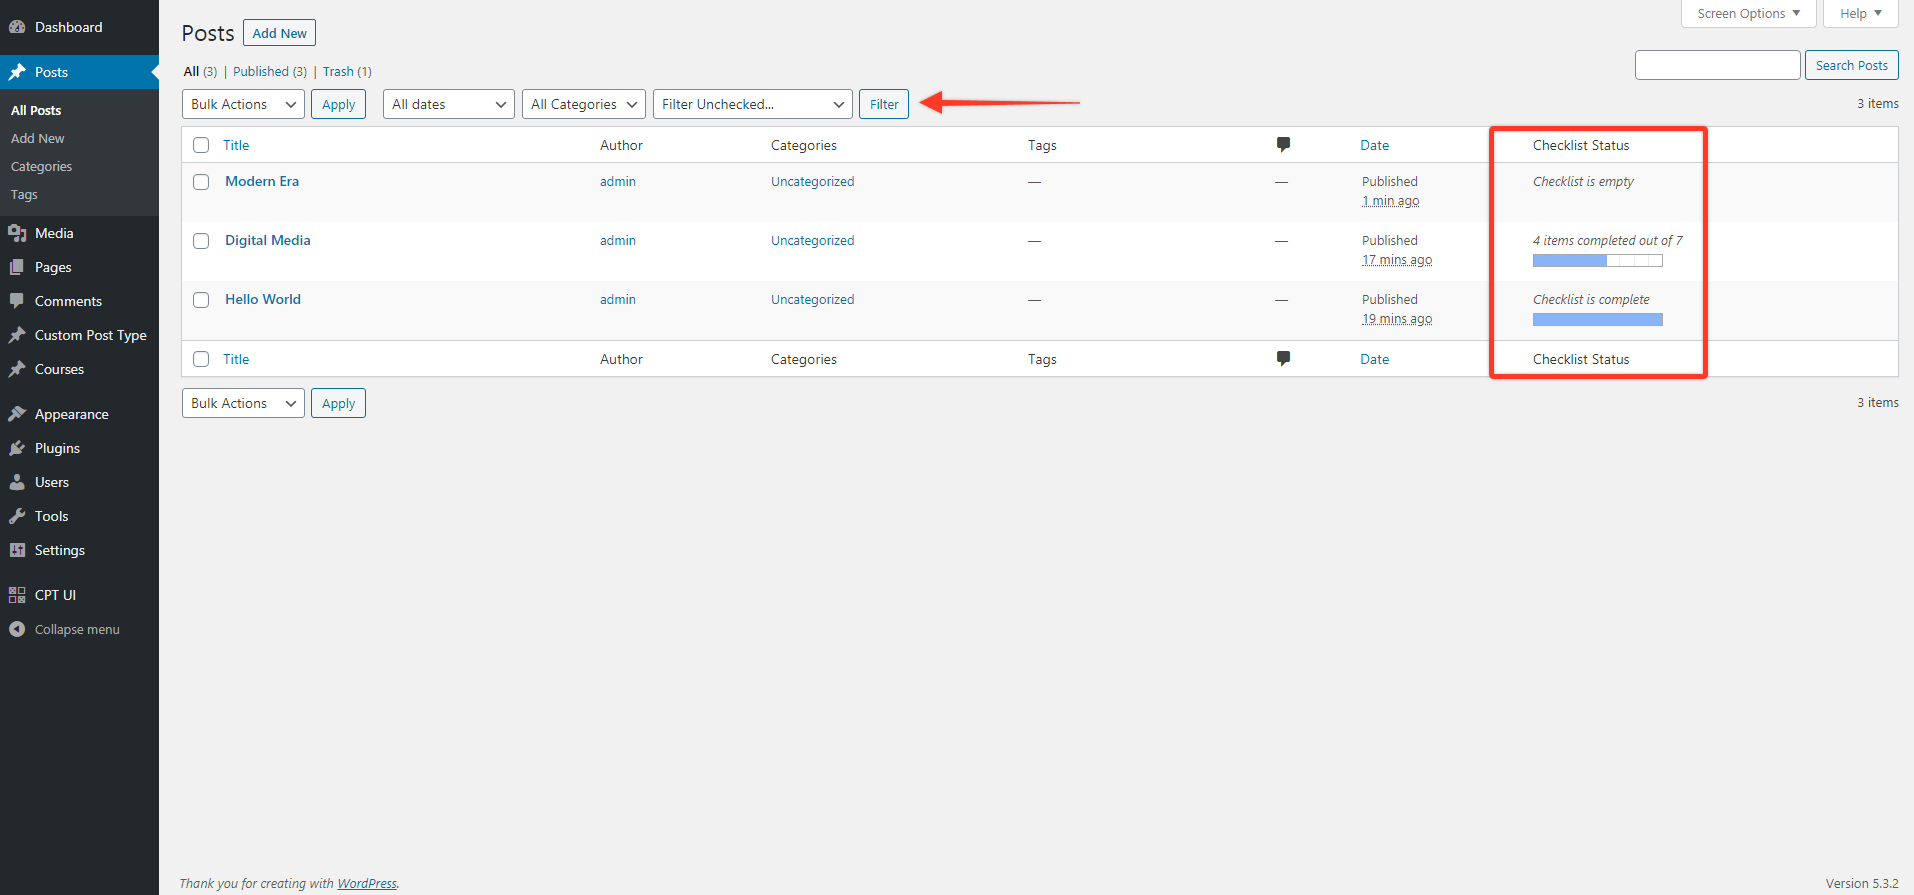 Dashboard
Posts
All Posts
Add New
Categories
Tags
Media
Pages
Comments
Custom Post Type
Courses
Appearance
Plugins
Users
Tools
Settings
CPT UI
Collapse menu
Screen Options
Help
Posts Add New
All (3) | Published (3) | Trash (1)
Search Posts
Bulk Actions Apply All dates All Categories Filter Unchecked... Filter
3 items
Title Author Categories Tags Date Checklist Status
Modern Era admin Uncategorized — — Published Checklist is empty
1 min ago
Digital Media admin Uncategorized — — Published 4 items completed out of 7
17 mins ago
Hello World admin Uncategorized — — Published Checklist is complete
19 mins ago
Title Author Categories Tags Date Checklist Status
Bulk Actions Apply
3 items
Thank you for creating with WordPress.
Version 5.3.2